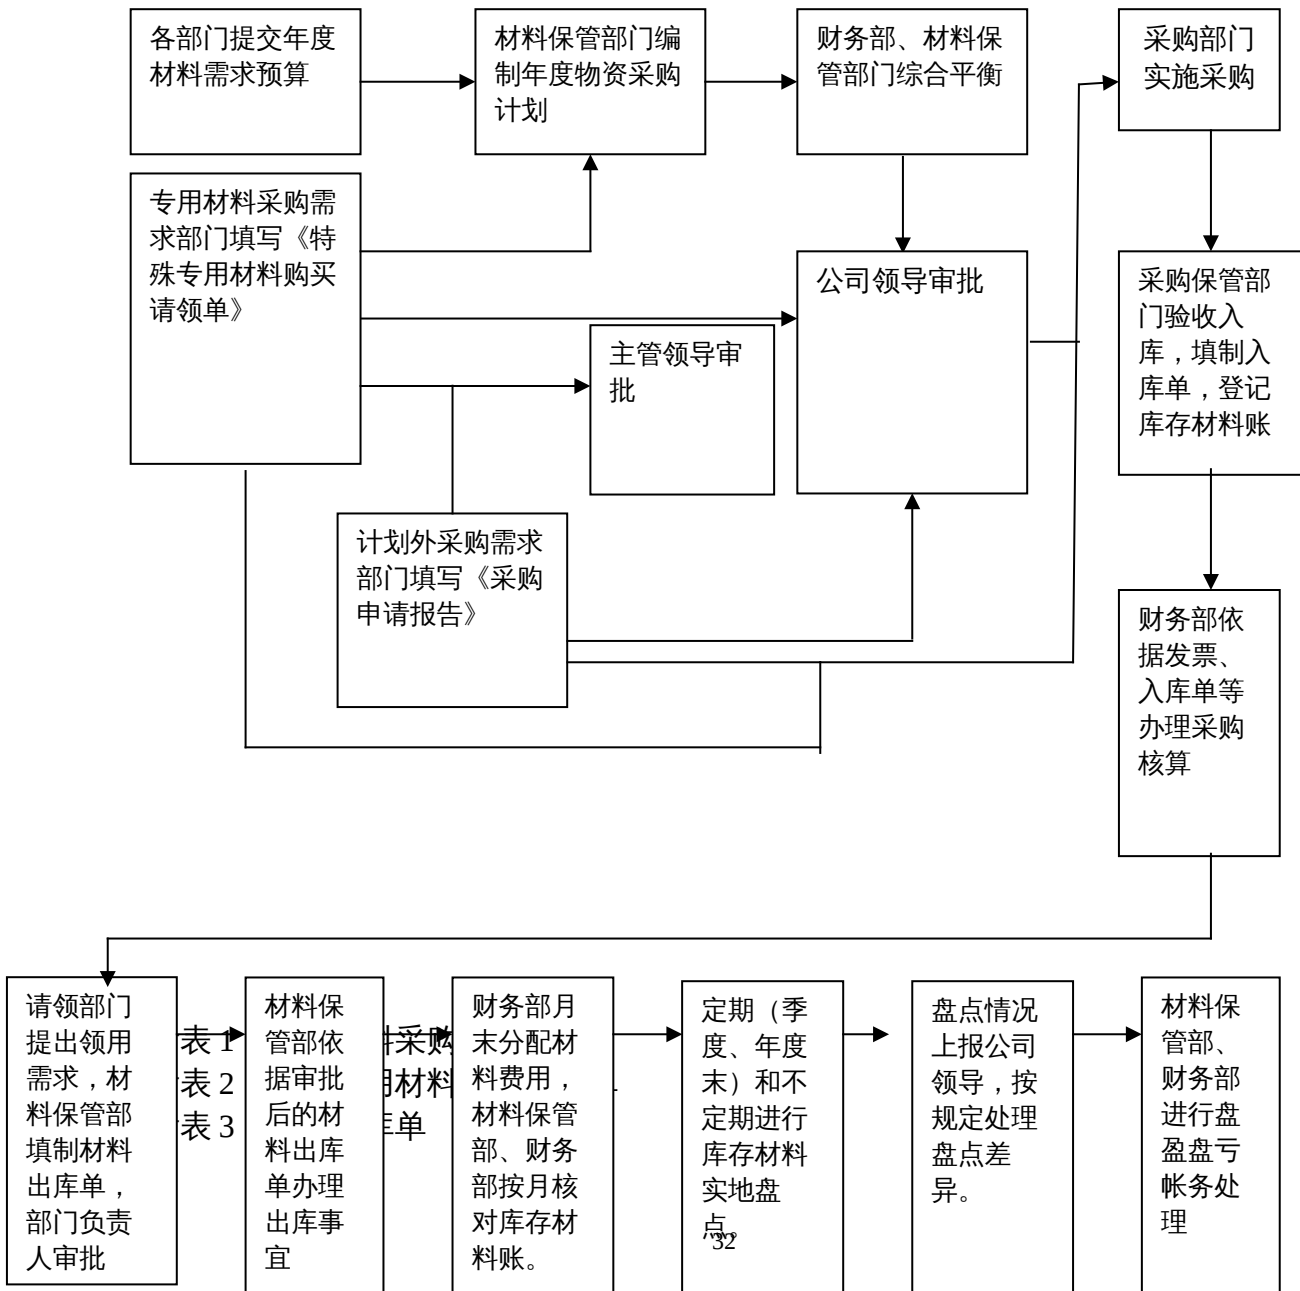 各部门提交年度
材料需求预算
材料保管部门编
制年度物资采购
计划
财务部、材料保
管部门综合平衡
采购部门
实施采购
专用材料采购需
求部门填写《特
殊专用材料购买
请领单》
公司领导审批
采购保管部
门验收入
库，填制入
库单，登记
库存材料账
主管领导审
批
计划外采购需求
部门填写《采购
申请报告》
财务部依
据发票、
入库单等
办理采购
核算
请领部门
提出领用
需求，材
料保管部
填制材料
出库单，
部门负责
人审批
表 1
表 2
表 3
材料保
管部依
据审批
后的材
料出库
单办理
出库事
宜
采购
用材料
库单
财务部月
末分配材
料费用，
材料保管
部、财务
部按月核
对库存材
料账。
定期（季
度、年度
末）和不
定期进行
库存材料
实地盘
点。
盘点情况
上报公司
领导，按
规定处理
盘点差
异。
材料保
管部、
财务部
进行盘
盈盘亏
帐务处
理
32